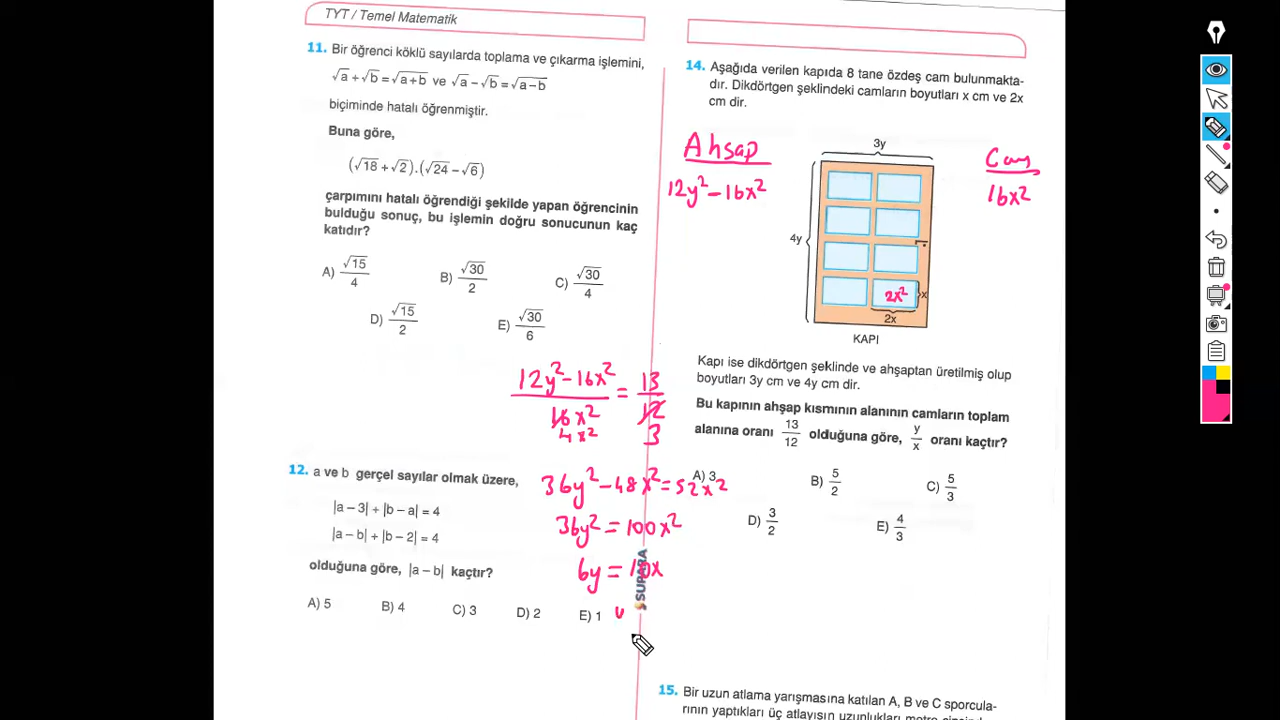 TYT / Temel Matematik
11. Bir öğrenci köklü sayılarda toplama ve çıkarma işlemini,
√a + √b = √a+b ve √a – √b = √a–b
biçiminde hatalı öğrenmiştir.
Buna göre,
(√18 + √2).(√24 – √6)
çarpımını hatalı öğrendiği şekilde yapan öğrencinin
bulduğu sonuç, bu işlemin doğru sonucunun kaç
katıdır?
A) √15/4 B) √30/2 C) √30/4
D) √15/2 E) √30/6
12y² – 16x² / 16x² = 13/12
4x² 3
12. a ve b gerçel sayılar olmak üzere,
|a – 3| + |b – a| = 4
|a – b| + |b – 2| = 4
olduğuna göre, |a – b| kaçtır?
A) 5 B) 4 C) 3 D) 2 E) 1
36y² – 48x² = 52x²
36y² = 100x²
6y = 10x
SUPARA
14. Aşağıda verilen kapıda 8 tane özdeş cam bulunmakta-
dır. Dikdörtgen şeklindeki camların boyutları x cm ve 2x
cm dir.
Ahşap
12y² – 16x²
Cam
16x²
3y
4y
2x²
x
2x
KAPI
Kapı ise dikdörtgen şeklinde ve ahşaptan üretilmiş olup
boyutları 3y cm ve 4y cm dir.
Bu kapının ahşap kısmının alanının camların toplam
alanına oranı 13/12 olduğuna göre, y/x oranı kaçtır?
A) 3 B) 5/2 C) 5/3
D) 3/2 E) 4/3
15. Bir uzun atlama yarışmasına katılan A, B ve C sporcula-
rının yaptıkları üç atlayışın uzunlukları metre